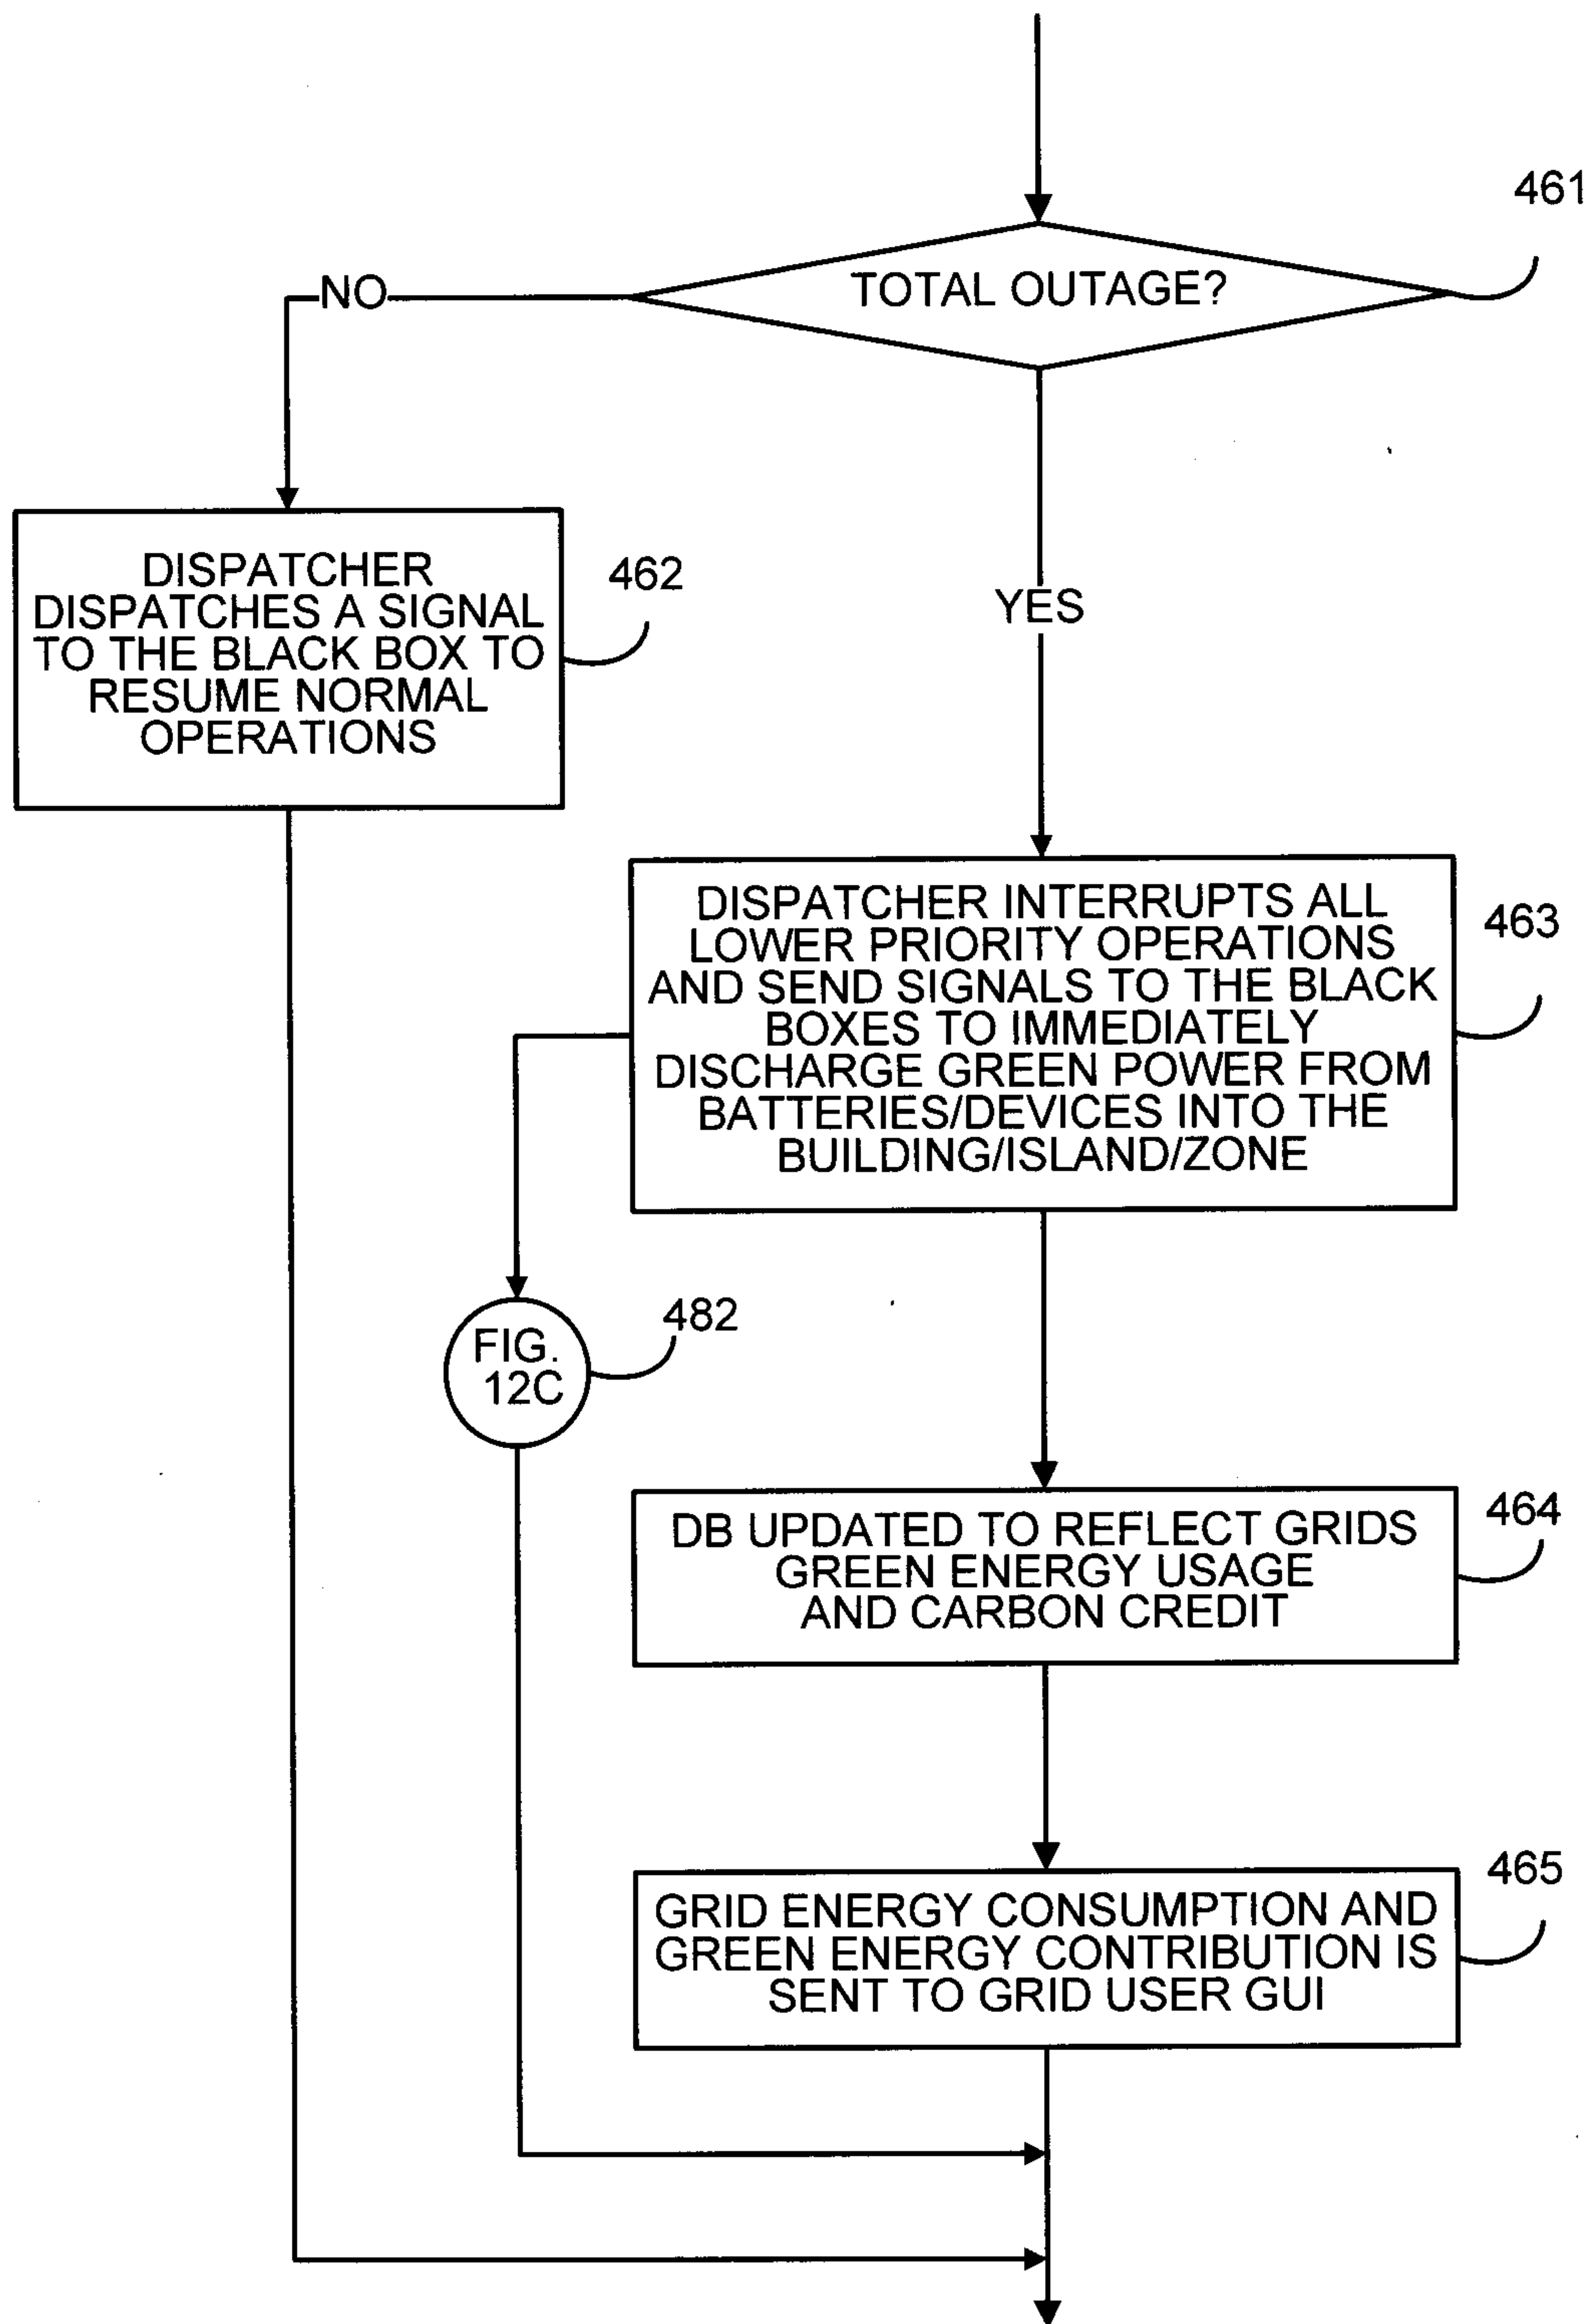 461
TOTAL OUTAGE?
NO
DISPATCHER
DISPATCHES A SIGNAL
TO THE BLACK BOX TO
RESUME NORMAL
OPERATIONS
462
YES
DISPATCHER INTERRUPTS ALL
LOWER PRIORITY OPERATIONS
AND SEND SIGNALS TO THE BLACK
BOXES TO IMMEDIATELY
DISCHARGE GREEN POWER FROM
BATTERIES/DEVICES INTO THE
BUILDING/ISLAND/ZONE
463
FIG.
12C
482
DB UPDATED TO REFLECT GRIDS
GREEN ENERGY USAGE
AND CARBON CREDIT
464
GRID ENERGY CONSUMPTION AND
GREEN ENERGY CONTRIBUTION IS
SENT TO GRID USER GUI
465